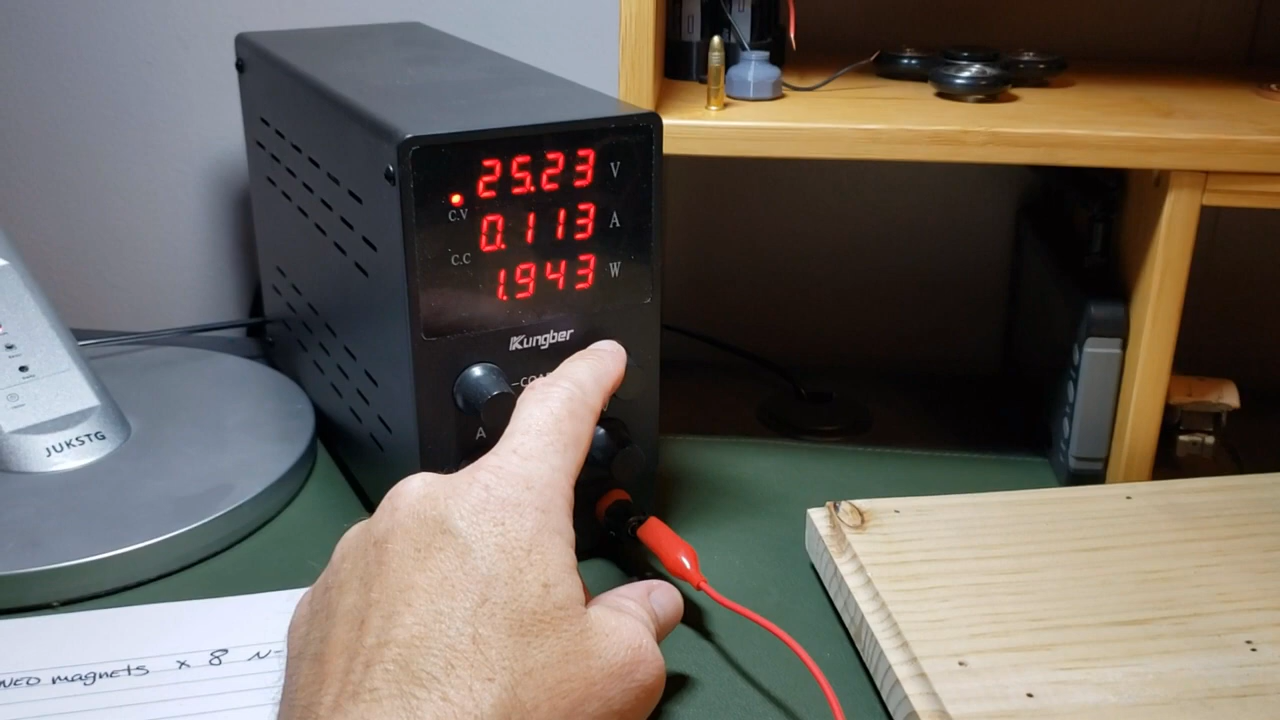 25.23 V
C.V
0.113 A
C.C
1.943 W
Kungber
A
JUKSTG
NEO magnets x 8 N-